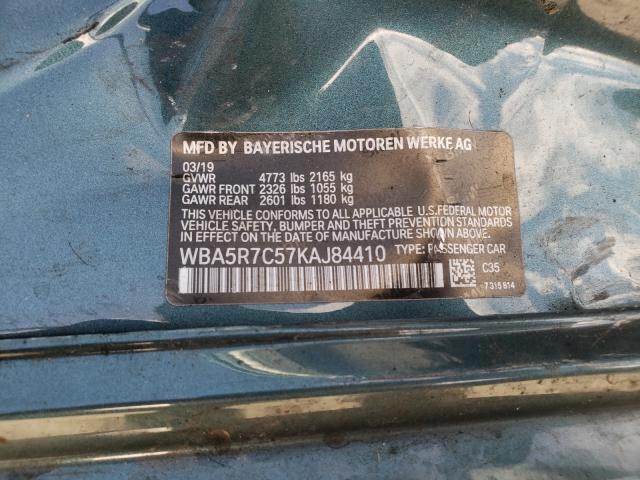 MFD BY BAYERISCHE MOTOREN WERKE AG
03/19
GVWR 4773 lbs 2165 kg
GAWR FRONT 2326 lbs 1055 kg
GAWR REAR 2601 lbs 1180 kg
THIS VEHICLE CONFORMS TO ALL APPLICABLE U.S.FEDERAL MOTOR
VEHICLE SAFETY, BUMPER, AND THEFT PREVENTION STANDARDS
IN EFFECT ON THE DATE OF MANUFACTURE SHOWN ABOVE.
WBA5R7C57KAJ84410 TYPE: PASSENGER CAR
C35
7315814